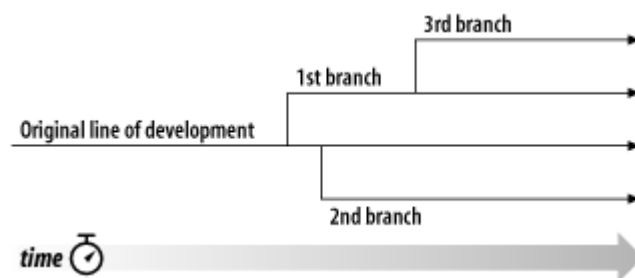 3rd branch
1st branch
Original line of development
2nd branch
time